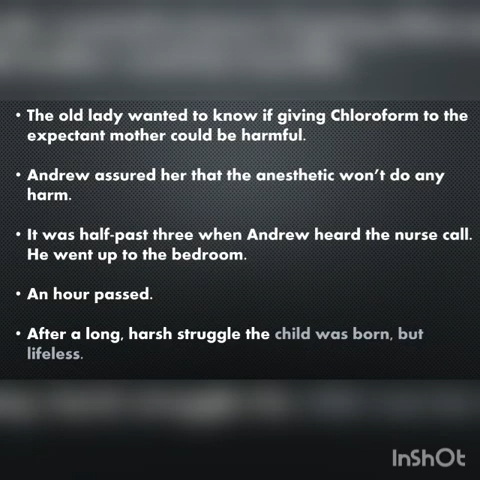 • The old lady wanted to know if giving Chloroform to the
expectant mother could be harmful.
• Andrew assured her that the anesthetic won't do any
harm.
• It was half-past three when Andrew heard the nurse call.
He went up to the bedroom.
• An hour passed.
• After a long, harsh struggle the child was born, but
lifeless.
InShOt